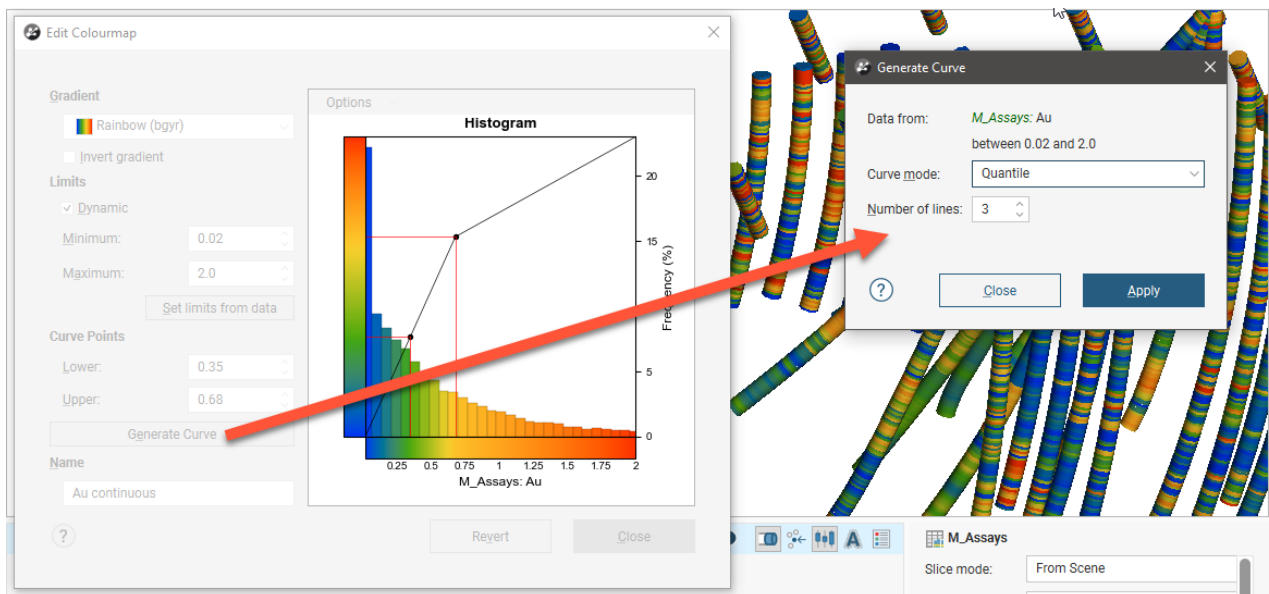 Edit Colourmap
Gradient
Rainbow (bgyr)
Invert gradient
Limits
Dynamic
Minimum: 0.02
Maximum: 2.0
Set limits from data
Curve Points
Lower: 0.35
Upper: 0.68
Generate Curve
Name
Au continuous
?
Revert
Close
Options
Histogram
20
15
5
0
Frequency (%)
0.25 0.5 0.75 1 1.25 1.5 1.75 2
M_Assays: Au
Generate Curve
Data from: M_Assays: Au
between 0.02 and 2.0
Curve mode: Quantile
Number of lines: 3
?
Close
Apply
A
M_Assays
Slice mode: From Scene